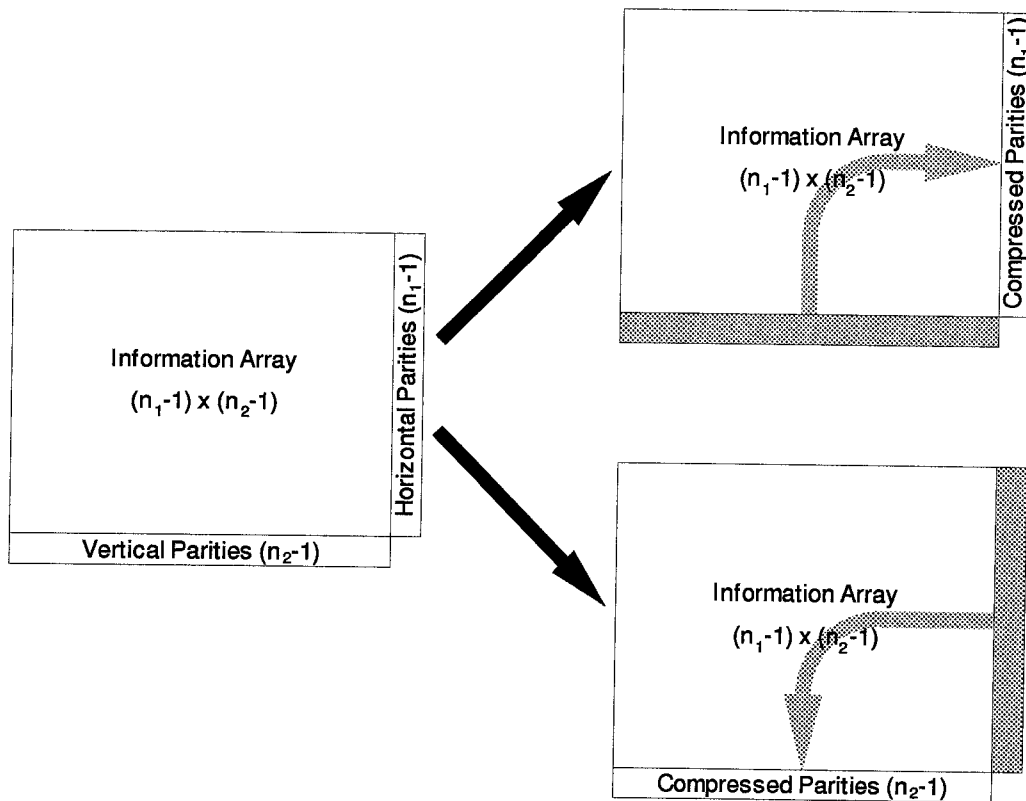 Information Array
(n₁-1) x (n₂-1)
Horizontal Parities (n₁-1)
Vertical Parities (n₂-1)
Information Array
(n₁-1) x (n₂-1)
Compressed Parities (n₁-1)
Information Array
(n₁-1) x (n₂-1)
Compressed Parities (n₂-1)